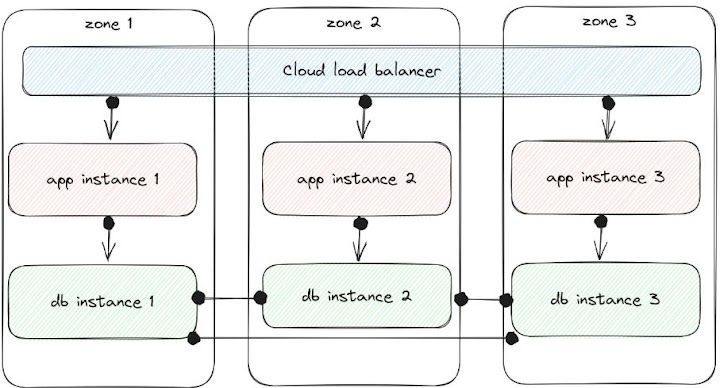 zone 1
zone 2
zone 3
Cloud load balancer
app instance 1
app instance 2
app instance 3
db instance 1
db instance 2
db instance 3